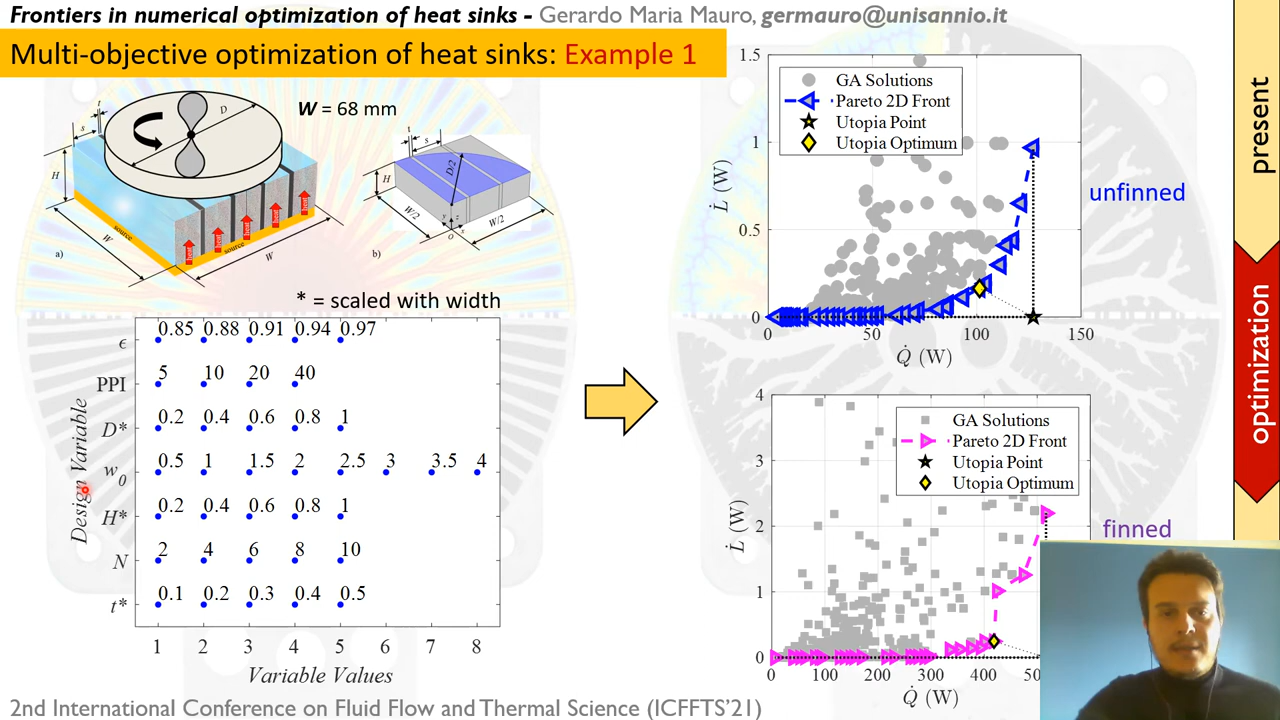 Frontiers in numerical optimization of heat sinks - Gerardo Maria Mauro, germauro@unisannio.it
Multi-objective optimization of heat sinks: Example 1
W = 68 mm
t
s
D
H
W
source
source
heat
heat
heat
heat
heat
W
a)
t
s
D/2
H
W/2
W/2
y
z
x
O
b)
* = scaled with width
Design Variable
ϵ
0.85 0.88 0.91 0.94 0.97
PPI
5 10 20 40
D*
0.2 0.4 0.6 0.8 1
w0
0.5 1 1.5 2 2.5 3 3.5 4
H*
0.2 0.4 0.6 0.8 1
N
2 4 6 8 10
t*
0.1 0.2 0.3 0.4 0.5
1 2 3 4 5 6 7 8
Variable Values
1.5
1
0.5
0
L̇ (W)
GA Solutions
Pareto 2D Front
Utopia Point
Utopia Optimum
0 50 100 150
Q̇ (W)
unfinned
4
3
2
1
0
L̇ (W)
GA Solutions
Pareto 2D Front
Utopia Point
Utopia Optimum
0 100 200 300 400
Q̇ (W)
finned
present
optimization
2nd International Conference on Fluid Flow and Thermal Science (ICFFTS'21)